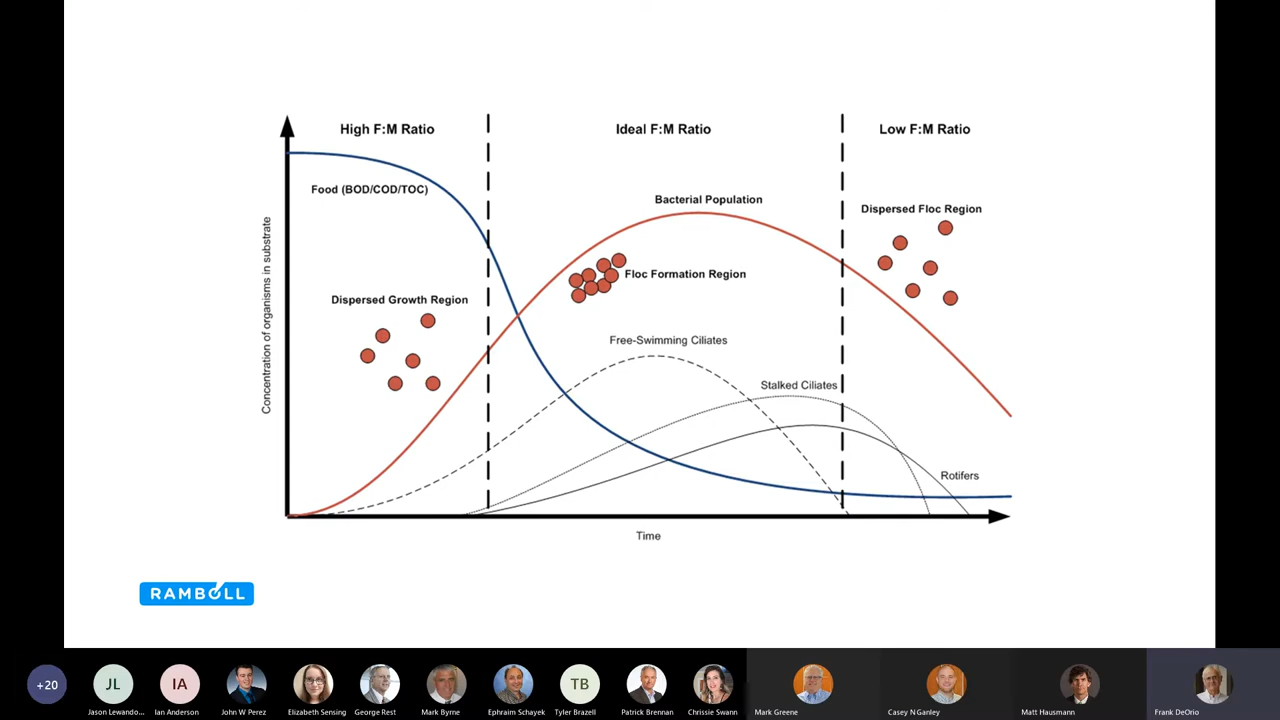 High F:M Ratio
Ideal F:M Ratio
Low F:M Ratio
Food (BOD/COD/TOC)
Bacterial Population
Dispersed Floc Region
Floc Formation Region
Dispersed Growth Region
Free-Swimming Ciliates
Stalked Ciliates
Rotifers
Concentration of organisms in substrate
Time
RAMBOLL
+20
JL
IA
TB
Jason Lewando...
Ian Anderson
John W Perez
Elizabeth Sensing
George Rest
Mark Byrne
Ephraim Schayek
Tyler Brazell
Patrick Brennan
Chrissie Swann
Mark Greene
Casey N Ganley
Matt Hausmann
Frank DeOrio